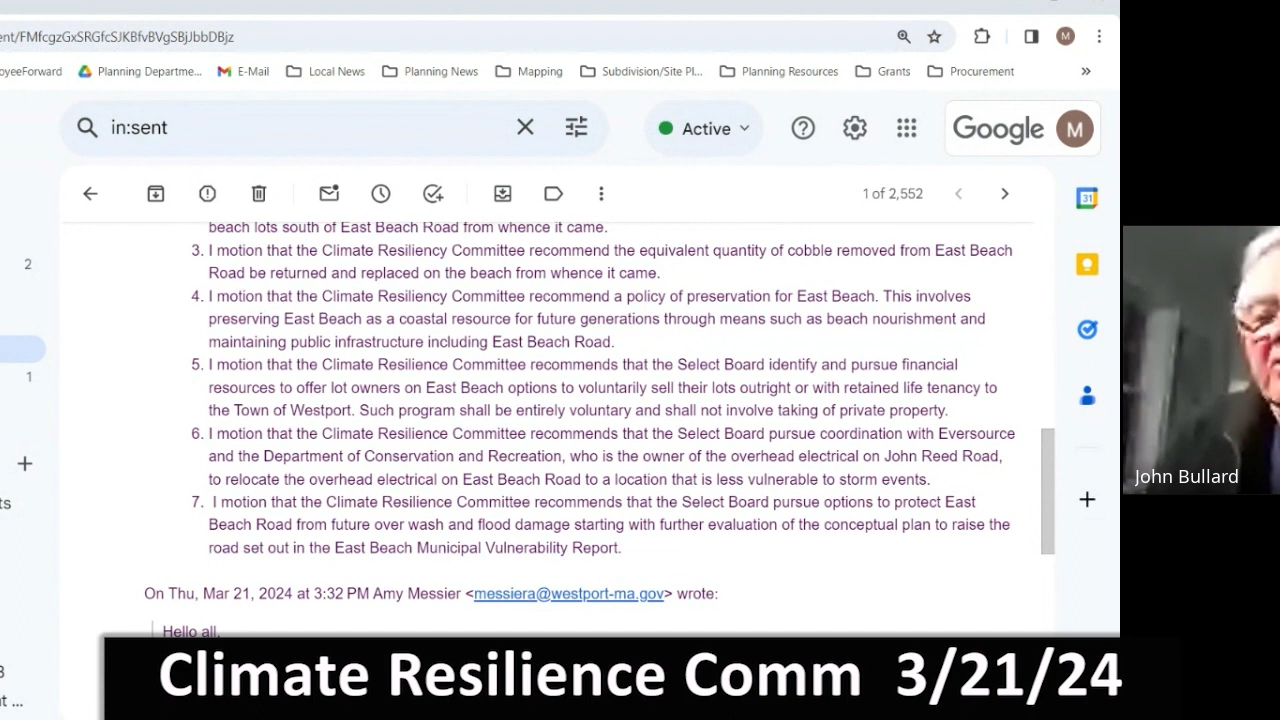 ent/FMfcgzGxSRGfcSJKBfvBVgSBjJbbDBjz
M
oyeeForward Planning Departme... E-Mail Local News Planning News Mapping Subdivision/Site Pl... Planning Resources Grants Procurement »
in:sent
Active
Google M
1 of 2,552
31
2
1
beach lots south of East Beach Road from whence it came.
3. I motion that the Climate Resiliency Committee recommend the equivalent quantity of cobble removed from East Beach
Road be returned and replaced on the beach from whence it came.
4. I motion that the Climate Resiliency Committee recommend a policy of preservation for East Beach. This involves
preserving East Beach as a coastal resource for future generations through means such as beach nourishment and
maintaining public infrastructure including East Beach Road.
5. I motion that the Climate Resilience Committee recommends that the Select Board identify and pursue financial
resources to offer lot owners on East Beach options to voluntarily sell their lots outright or with retained life tenancy to
the Town of Westport. Such program shall be entirely voluntary and shall not involve taking of private property.
6. I motion that the Climate Resilience Committee recommends that the Select Board pursue coordination with Eversource
and the Department of Conservation and Recreation, who is the owner of the overhead electrical on John Reed Road,
to relocate the overhead electrical on East Beach Road to a location that is less vulnerable to storm events.
7. I motion that the Climate Resilience Committee recommends that the Select Board pursue options to protect East
Beach Road from future over wash and flood damage starting with further evaluation of the conceptual plan to raise the
road set out in the East Beach Municipal Vulnerability Report.
On Thu, Mar 21, 2024 at 3:32 PM Amy Messier <messiera@westport-ma.gov> wrote:
Hello all,
ts
3
t ...
John Bullard
Climate Resilience Comm 3/21/24